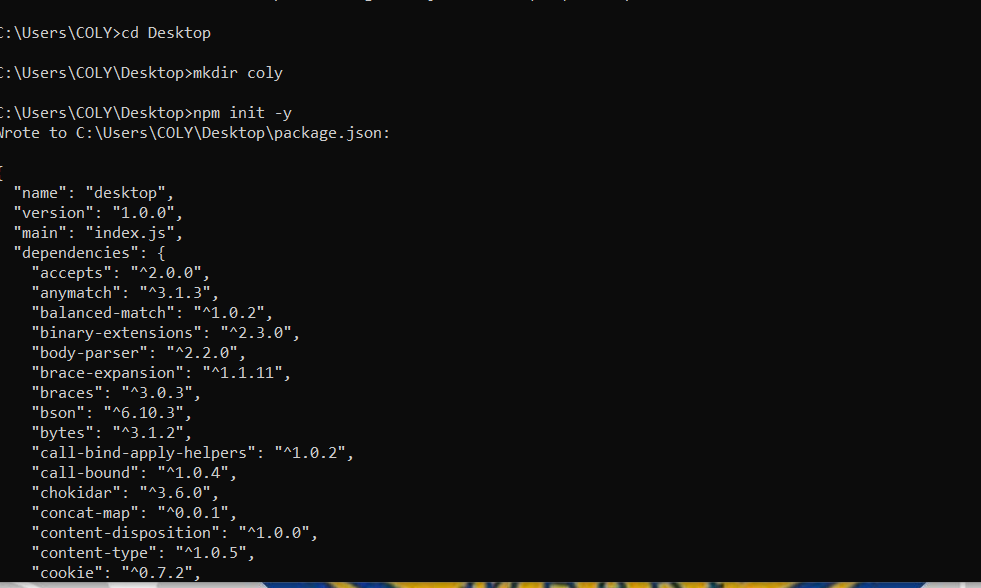 C:\Users\COLY>cd Desktop
C:\Users\COLY\Desktop>mkdir coly
C:\Users\COLY\Desktop>npm init -y
Wrote to C:\Users\COLY\Desktop\package.json:
{
"name": "desktop",
"version": "1.0.0",
"main": "index.js",
"dependencies": {
"accepts": "^2.0.0",
"anymatch": "^3.1.3",
"balanced-match": "^1.0.2",
"binary-extensions": "^2.3.0",
"body-parser": "^2.2.0",
"brace-expansion": "^1.1.11",
"braces": "^3.0.3",
"bson": "^6.10.3",
"bytes": "^3.1.2",
"call-bind-apply-helpers": "^1.0.2",
"call-bound": "^1.0.4",
"chokidar": "^3.6.0",
"concat-map": "^0.0.1",
"content-disposition": "^1.0.0",
"content-type": "^1.0.5",
"cookie": "^0.7.2",